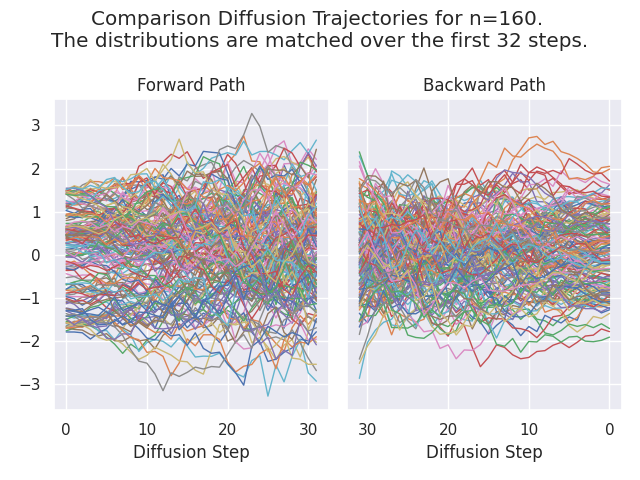 Comparison Diffusion Trajectories for n=160.
The distributions are matched over the first 32 steps.
Forward Path
Backward Path
3
2
1
0
−1
−2
−3
0 10 20 30
30 20 10 0
Diffusion Step
Diffusion Step